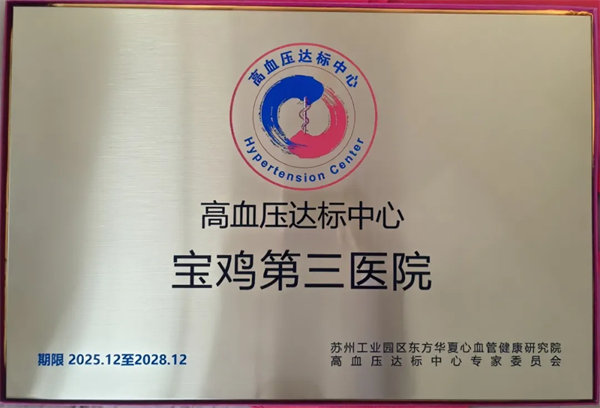 高血压达标中心
Hypertension Center
高血压达标中心
宝鸡第三医院
期限 2025.12至2028.12
苏州工业园区东方华夏心血管健康研究院
高血压达标中心专家委员会